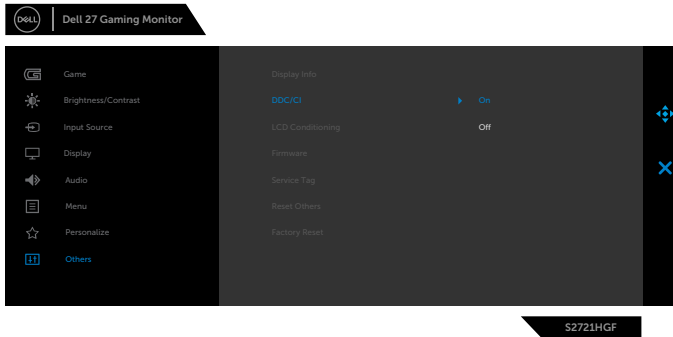 DELL
Dell 27 Gaming Monitor
Game
Display Info
Brightness/Contrast
DDC/CI
On
Input Source
LCD Conditioning
Off
Display
Firmware
Audio
Service Tag
Menu
Reset Others
Personalize
Factory Reset
Others
S2721HGF